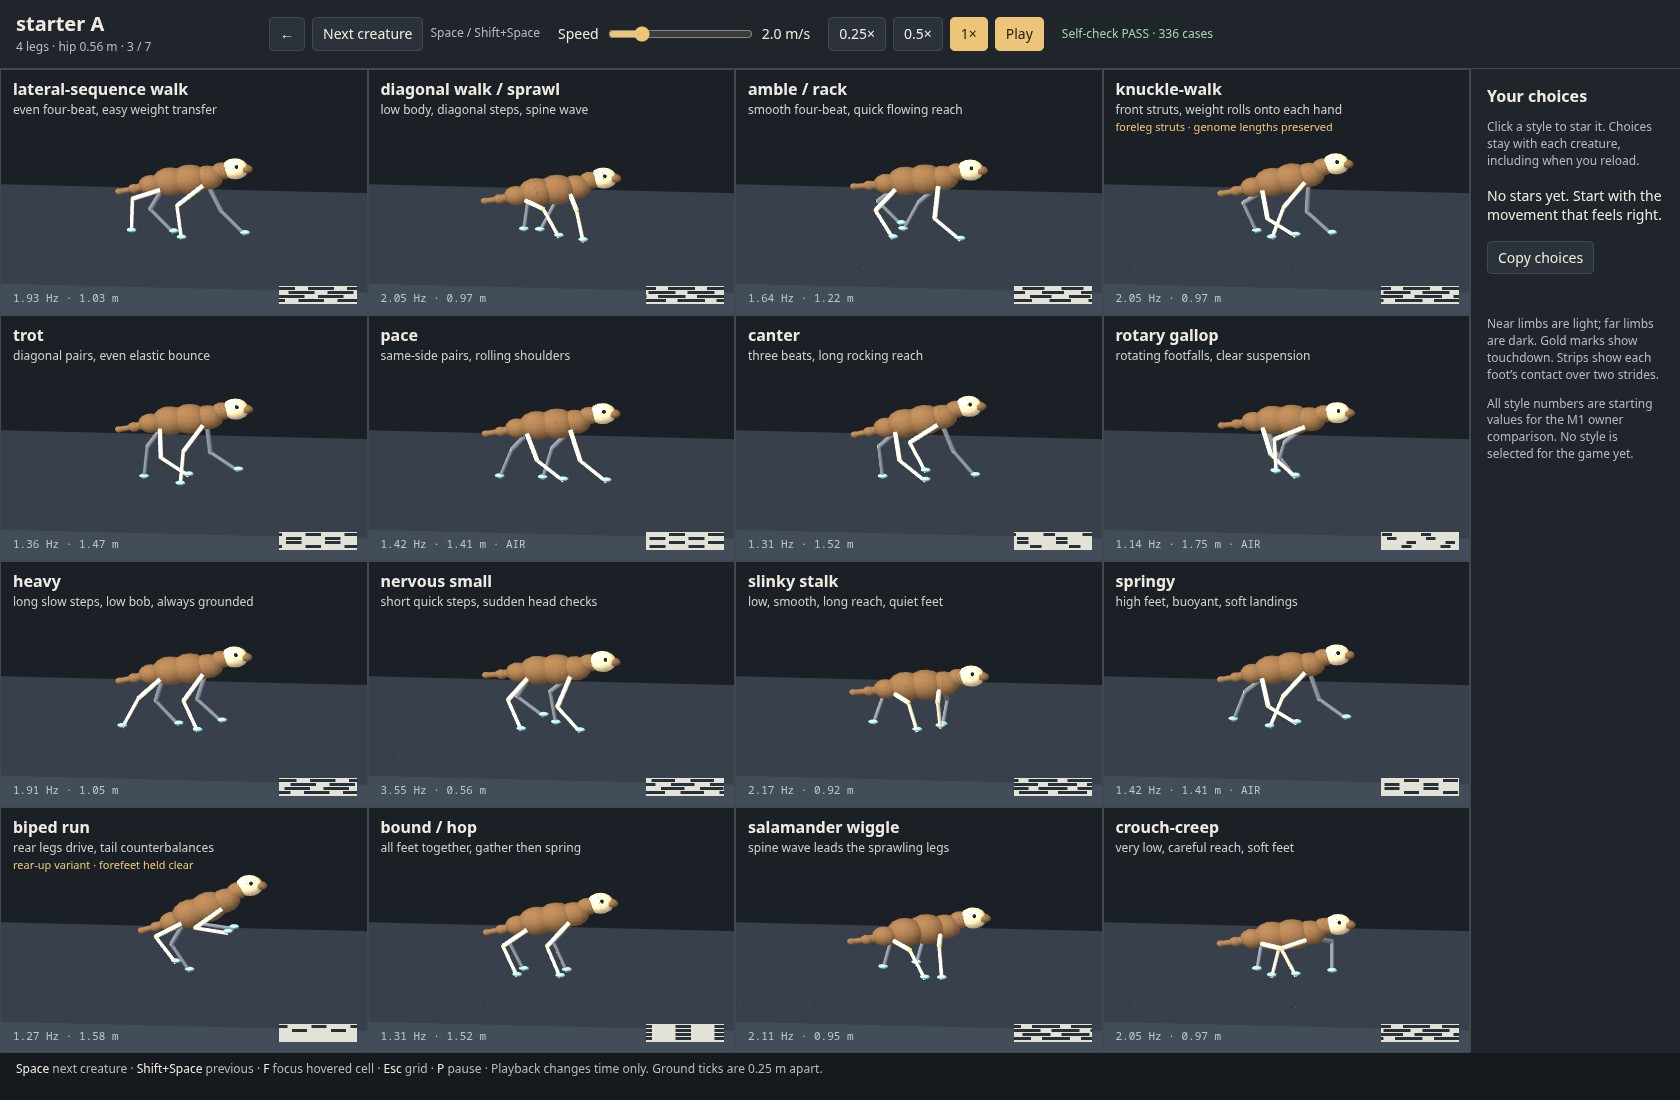 starter A
4 legs · hip 0.56 m · 3 / 7
←
Next creature
Space / Shift+Space
Speed
2.0 m/s
0.25×
0.5×
1×
Play
Self-check PASS · 336 cases
lateral-sequence walk
even four-beat, easy weight transfer
1.93 Hz · 1.03 m
diagonal walk / sprawl
low body, diagonal steps, spine wave
2.05 Hz · 0.97 m
amble / rack
smooth four-beat, quick flowing reach
1.64 Hz · 1.22 m
knuckle-walk
front struts, weight rolls onto each hand
foreleg struts · genome lengths preserved
2.05 Hz · 0.97 m
trot
diagonal pairs, even elastic bounce
1.36 Hz · 1.47 m
pace
same-side pairs, rolling shoulders
1.42 Hz · 1.41 m · AIR
canter
three beats, long rocking reach
1.31 Hz · 1.52 m
rotary gallop
rotating footfalls, clear suspension
1.14 Hz · 1.75 m · AIR
heavy
long slow steps, low bob, always grounded
1.91 Hz · 1.05 m
nervous small
short quick steps, sudden head checks
3.55 Hz · 0.56 m
slinky stalk
low, smooth, long reach, quiet feet
2.17 Hz · 0.92 m
springy
high feet, buoyant, soft landings
1.42 Hz · 1.41 m · AIR
biped run
rear legs drive, tail counterbalances
rear-up variant · forefeet held clear
1.27 Hz · 1.58 m
bound / hop
all feet together, gather then spring
1.31 Hz · 1.52 m
salamander wiggle
spine wave leads the sprawling legs
2.11 Hz · 0.95 m
crouch-creep
very low, careful reach, soft feet
2.05 Hz · 0.97 m
Your choices
Click a style to star it. Choices
stay with each creature,
including when you reload.
No stars yet. Start with the
movement that feels right.
Copy choices
Near limbs are light; far limbs
are dark. Gold marks show
touchdown. Strips show each
foot’s contact over two strides.
All style numbers are starting
values for the M1 owner
comparison. No style is
selected for the game yet.
Space next creature · Shift+Space previous · F focus hovered cell · Esc grid · P pause · Playback changes time only. Ground ticks are 0.25 m apart.